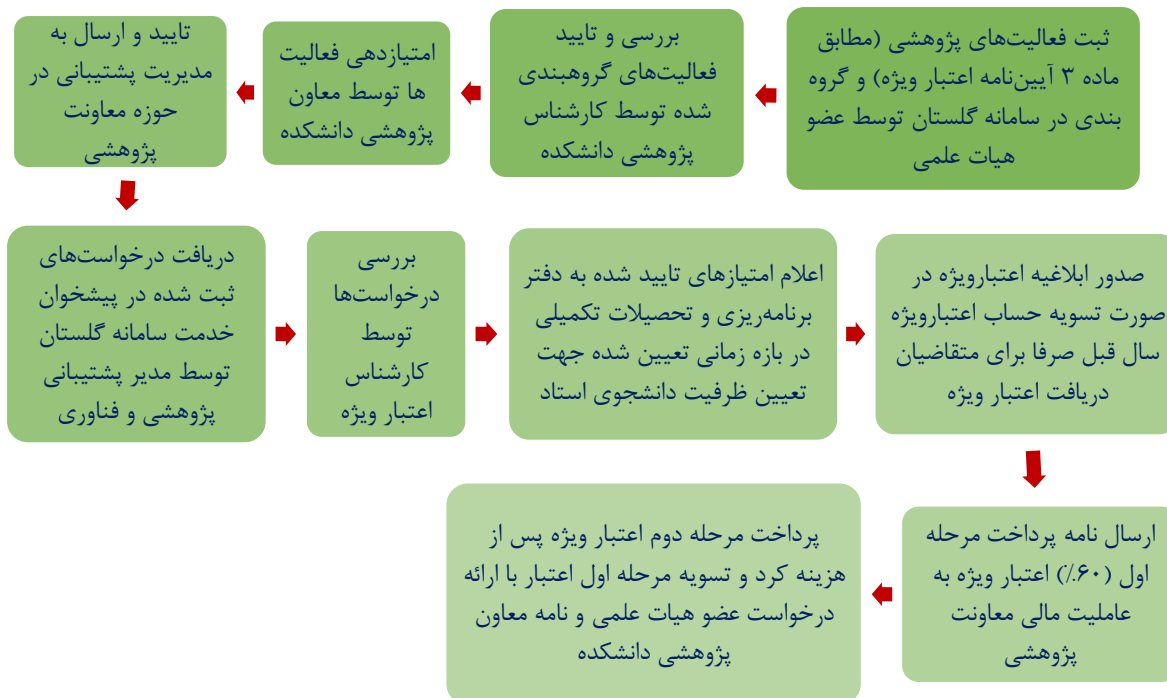 ثبت فعالیت‌های پژوهشی (مطابق
ماده ۳ آیین‌نامه اعتبار ویژه) و گروه
بندی در سامانه گلستان توسط عضو
هیات علمی
بررسی و تایید
فعالیت‌های گروهبندی
شده توسط کارشناس
پژوهشی دانشکده
امتیازدهی فعالیت
ها توسط معاون
پژوهشی دانشکده
تایید و ارسال به
مدیریت پشتیبانی در
حوزه معاونت
پژوهشی
دریافت درخواست‌های
ثبت شده در پیشخوان
خدمت سامانه گلستان
توسط مدیر پشتیبانی
پژوهشی و فناوری
بررسی
درخواست‌ها
توسط
کارشناس
اعتبار ویژه
اعلام امتیازهای تایید شده به دفتر
برنامه‌ریزی و تحصیلات تکمیلی
در بازه زمانی تعیین شده جهت
تعیین ظرفیت دانشجوی استاد
صدور ابلاغیه اعتبارویژه در
صورت تسویه حساب اعتبارویژه
سال قبل صرفا برای متقاضیان
دریافت اعتبار ویژه
ارسال نامه پرداخت مرحله
اول (۶۰٪) اعتبار ویژه به
عاملیت مالی معاونت
پژوهشی
پرداخت مرحله دوم اعتبار ویژه پس از
هزینه کرد و تسویه مرحله اول اعتبار با ارائه
درخواست عضو هیات علمی و نامه معاون
پژوهشی دانشکده